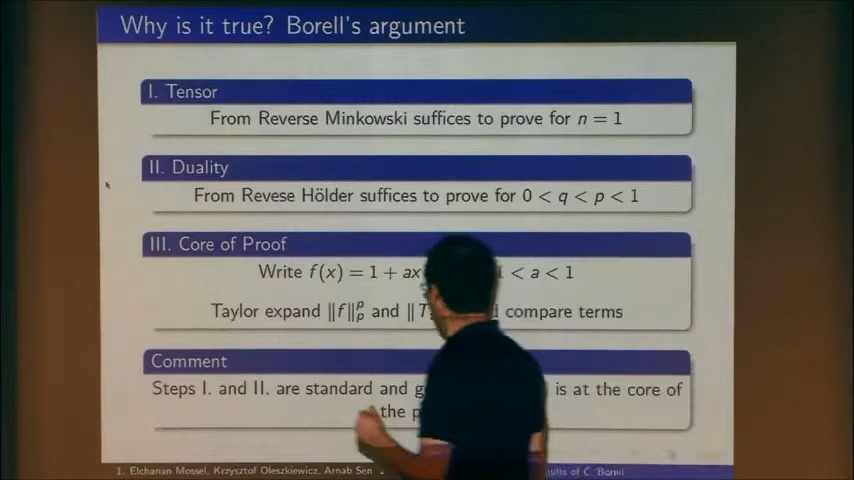 Why is it true? Borell's argument
I. Tensor
From Reverse Minkowski suffices to prove for n = 1
II. Duality
From Revese Hölder suffices to prove for 0 < q < p < 1
III. Core of Proof
Write f(x) = 1 + ax < a < 1
Taylor expand ‖f‖ₚᵖ and ‖T compare terms
Comment
Steps I. and II. are standard and is at the core of
the
1. Elchanan Mossel, Krzysztof Oleszkiewicz, Arnab Sen of C. Borell